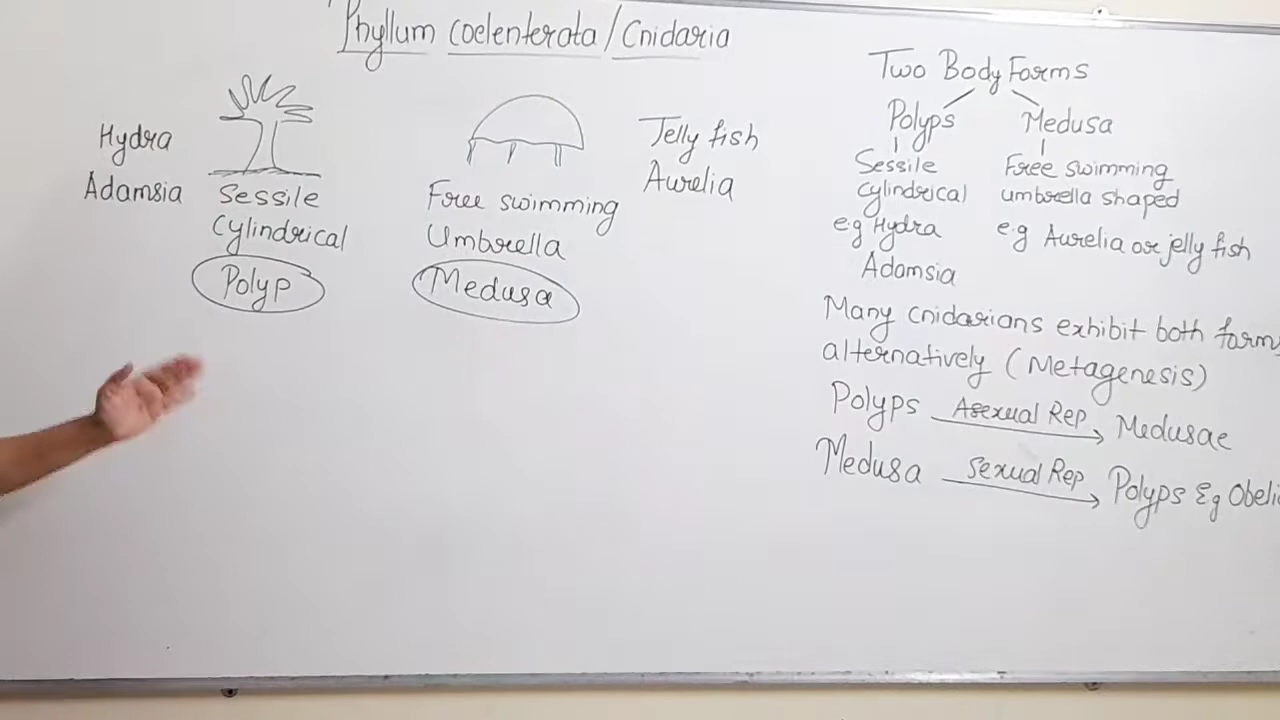 Phyllum Coelenterata/Cnidaria
Hydra
Adamsia
Sessile
Cylindrical
Polyp
Free swimming
Umbrella
Medusa
Jelly fish
Aurelia
Two Body Forms
Polyps
Medusa
Sessile
Cylindrical
e.g Hydra
Adamsia
Free swimming
umbrella shaped
e.g Aurelia or jelly fish
Many cnidarians exhibit both forms
alternatively (Metagenesis)
Polyps Asexual Rep Medusae
Medusa Sexual Rep Polyps Eg Obeli